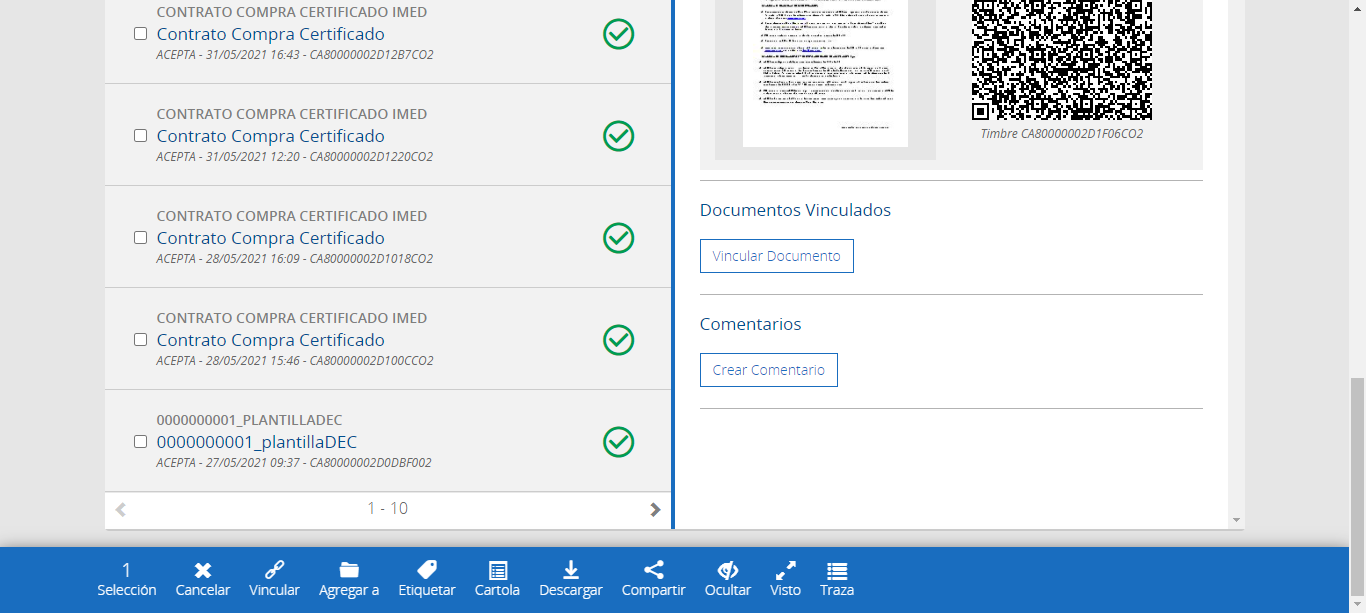 CONTRATO COMPRA CERTIFICADO IMED
Contrato Compra Certificado
ACEPTA - 31/05/2021 16:43 - CA80000002D12B7CO2
CONTRATO COMPRA CERTIFICADO IMED
Contrato Compra Certificado
ACEPTA - 31/05/2021 12:20 - CA80000002D1220CO2
CONTRATO COMPRA CERTIFICADO IMED
Contrato Compra Certificado
ACEPTA - 28/05/2021 16:09 - CA80000002D1018CO2
CONTRATO COMPRA CERTIFICADO IMED
Contrato Compra Certificado
ACEPTA - 28/05/2021 15:46 - CA80000002D100CCO2
0000000001_PLANTILLADEC
0000000001_plantillaDEC
ACEPTA - 27/05/2021 09:37 - CA80000002D0DBF002
1 - 10
Timbre CA80000002D1F06CO2
Documentos Vinculados
Vincular Documento
Comentarios
Crear Comentario
1
Selección Cancelar Vincular Agregar a Etiquetar Cartola Descargar Compartir Ocultar Visto Traza